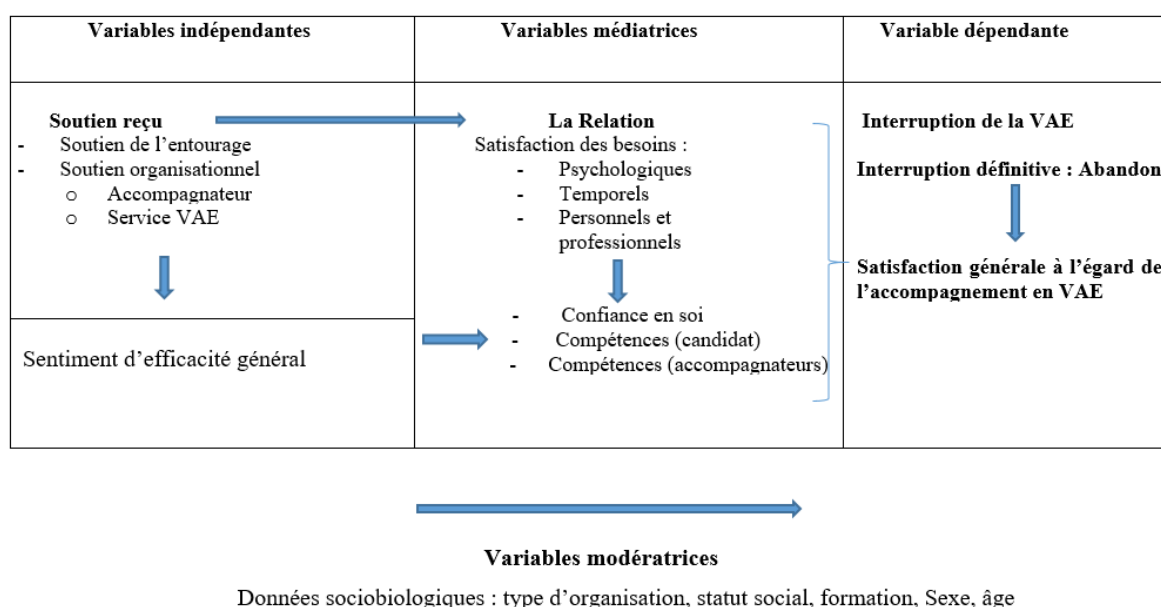 Variables indépendantes
Variables médiatrices
Variable dépendante
Soutien reçu
- Soutien de l’entourage
- Soutien organisationnel
o Accompagnateur
o Service VAE
Sentiment d’efficacité général
La Relation
Satisfaction des besoins :
- Psychologiques
- Temporels
- Personnels et
professionnels
- Confiance en soi
- Compétences (candidat)
- Compétences (accompagnateurs)
Interruption de la VAE
Interruption définitive : Abandon
Satisfaction générale à l’égard de
l’accompagnement en VAE
Variables modératrices
Données sociobiologiques : type d’organisation, statut social, formation, Sexe, âge